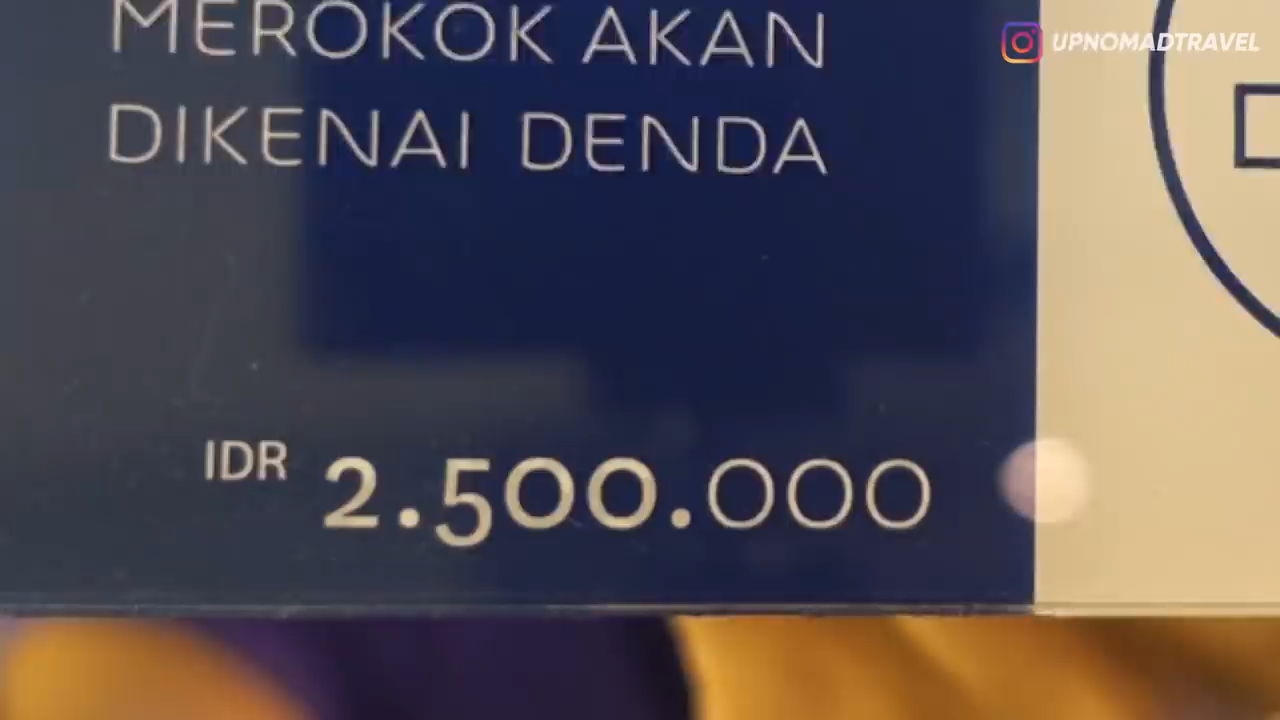 UPNOMADTRAVEL
MEROKOK AKAN
DIKENAI DENDA
IDR 2.500.000